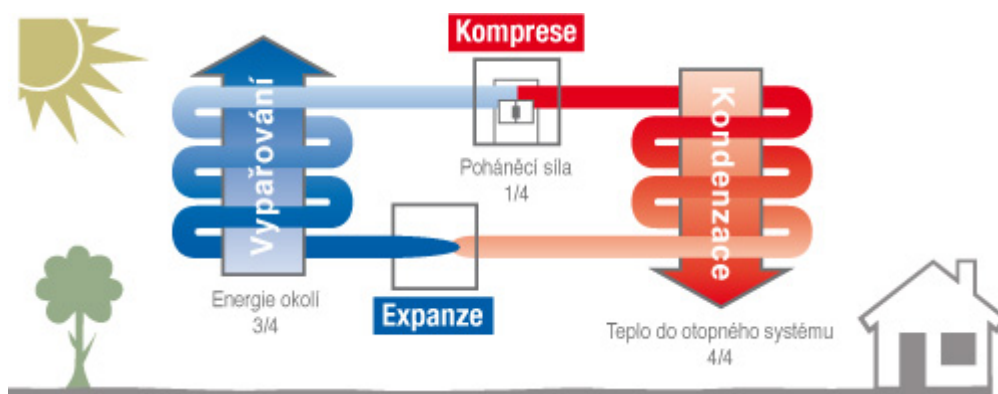 Komprese
Vypařování
Kondenzace
Poháněcí síla
1/4
Energie okolí
3/4
Expanze
Teplo do otopného systému
4/4